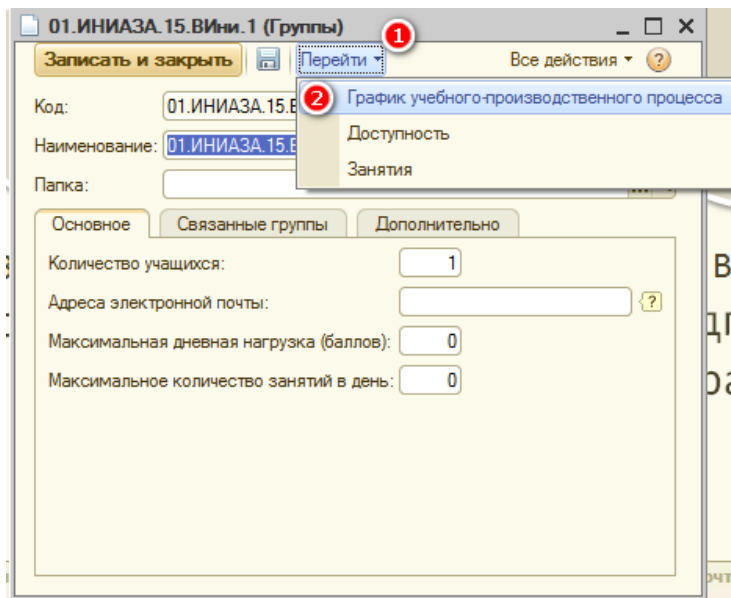 01.ИНИАЗА.15.ВИни.1 (Группы)
1
Записать и закрыть Перейти Все действия ?
2 График учебного-производственного процесса
Доступность
Занятия
Код: 01.ИНИАЗА.15.
Наименование: 01.ИНИАЗА.15.
Папка:
Основное Связанные группы Дополнительно
Количество учащихся: 1
Адреса электронной почты: ?
Максимальная дневная нагрузка (баллов): 0
Максимальное количество занятий в день: 0